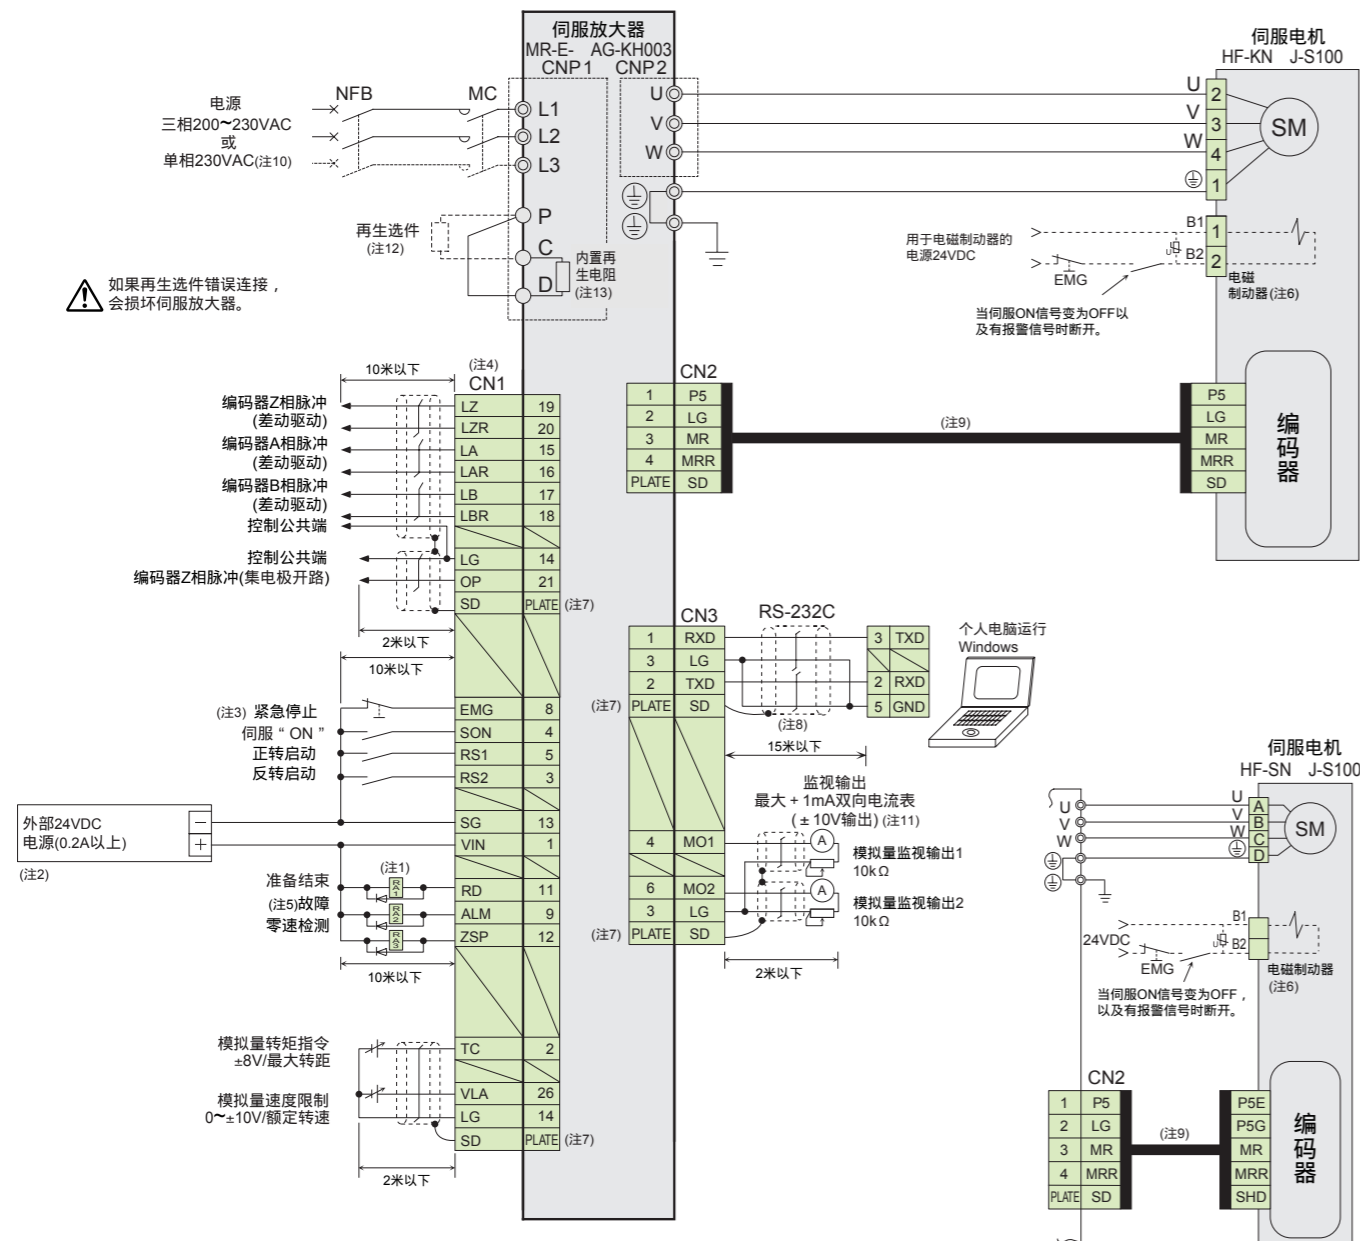 伺服放大器
MR-E- AG-KH003
CNP1 CNP2
伺服电机
HF-KN J-S100
电源
三相200~230VAC
或
单相230VAC(注10)
NFB MC
L1
L2
L3
U
V
W
U 2
V 3
W 4
1
SM
再生选件
(注12)
P
C
D
内置再
生电阻
(注13)
如果再生选件错误连接，
会损坏伺服放大器。
用于电磁制动器的
电源24VDC
EMG
当伺服ON信号变为OFF以
及有报警信号时断开。
B1 1
B2 2
U
电磁
制动器(注6)
10米以下
(注4)
CN1
编码器Z相脉冲
(差动驱动)
编码器A相脉冲
(差动驱动)
编码器B相脉冲
(差动驱动)
控制公共端
控制公共端
编码器Z相脉冲(集电极开路)
LZ 19
LZR 20
LA 15
LAR 16
LB 17
LBR 18
LG 14
OP 21
SD PLATE (注7)
2米以下
10米以下
CN2
1 P5
2 LG
3 MR
4 MRR
PLATE SD
(注9)
P5
LG
MR
MRR
SD
编码器
(注3) 紧急停止
伺服“ON”
正转启动
反转启动
EMG 8
SON 4
RS1 5
RS2 3
SG 13
VIN 1
外部24VDC
电源(0.2A以上)
−
+
(注2)
准备结束
(注5)故障
零速检测
(注1)
RA1
RA2
RA3
RD 11
ALM 9
ZSP 12
10米以下
CN3
RS-232C
1 RXD
3 LG
2 TXD
(注7) PLATE SD
3 TXD
2 RXD
5 GND
(注8)
15米以下
个人电脑运行
Windows
监视输出
最大+1mA双向电流表
(±10V输出)(注11)
4 MO1
6 MO2
3 LG
(注7) PLATE SD
A
A
模拟量监视输出1
10kΩ
模拟量监视输出2
10kΩ
2米以下
模拟量转矩指令
±8V/最大转距
模拟量速度限制
0~±10V/额定转速
TC 2
VLA 26
LG 14
SD PLATE (注7)
2米以下
伺服电机
HF-SN J-S100
U
V
W
U A
V B
W C
D
SM
24VDC
EMG
B1
B2
U
当伺服ON信号变为OFF，
以及有报警信号时断开。
电磁制动器
(注6)
CN2
1 P5
2 LG
3 MR
4 MRR
PLATE SD
(注9)
P5E
P5G
MR
MRR
SHD
编码器